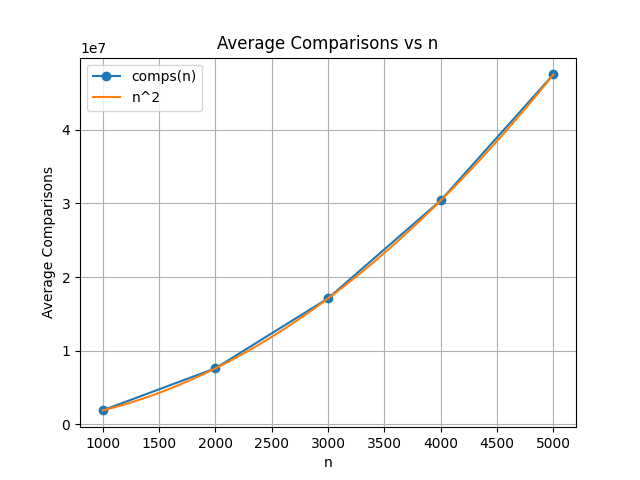 Average Comparisons vs n
1e7
comps(n)
n^2
4
3
2
1
0
Average Comparisons
1000 1500 2000 2500 3000 3500 4000 4500 5000
n